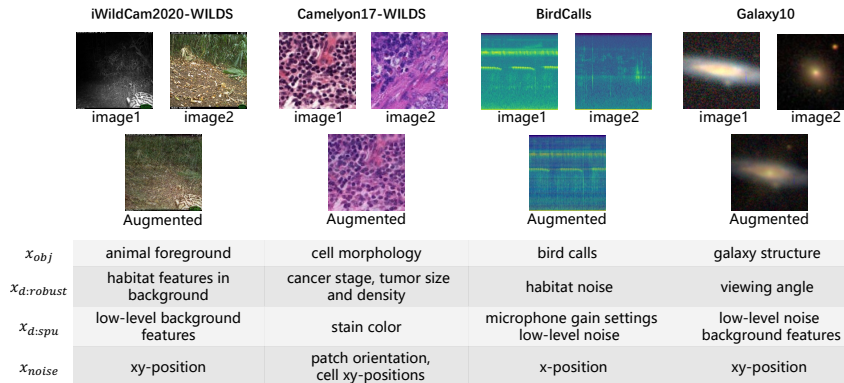 iWildCam2020-WILDS Camelyon17-WILDS BirdCalls Galaxy10
image1 image2 image1 image2 image1 image2 image1 image2
Augmented Augmented Augmented Augmented
x_obj animal foreground cell morphology bird calls galaxy structure
x_d:robust habitat features in background cancer stage, tumor size and density habitat noise viewing angle
x_d:spu low-level background features stain color microphone gain settings low-level noise low-level noise background features
x_noise xy-position patch orientation, cell xy-positions x-position xy-position